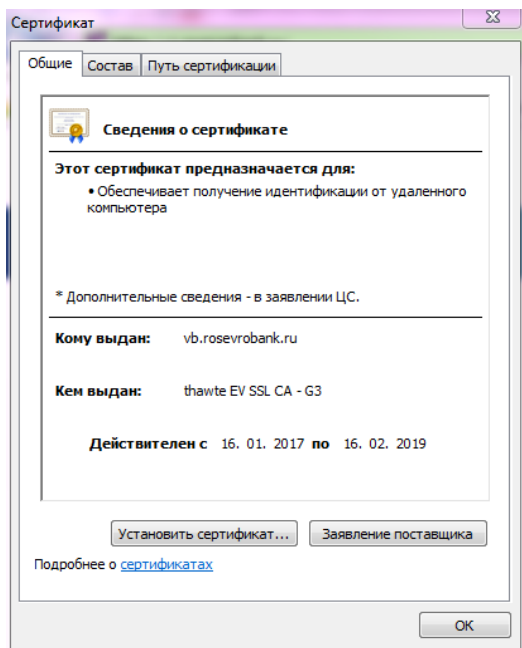 Сертификат
Общие Состав Путь сертификации
Сведения о сертификате
Этот сертификат предназначается для:
• Обеспечивает получение идентификации от удаленного
компьютера
* Дополнительные сведения - в заявлении ЦС.
Кому выдан: vb.rosevrobank.ru
Кем выдан: thawte EV SSL CA - G3
Действителен с 16. 01. 2017 по 16. 02. 2019
Установить сертификат... Заявление поставщика
Подробнее о сертификатах
ОК